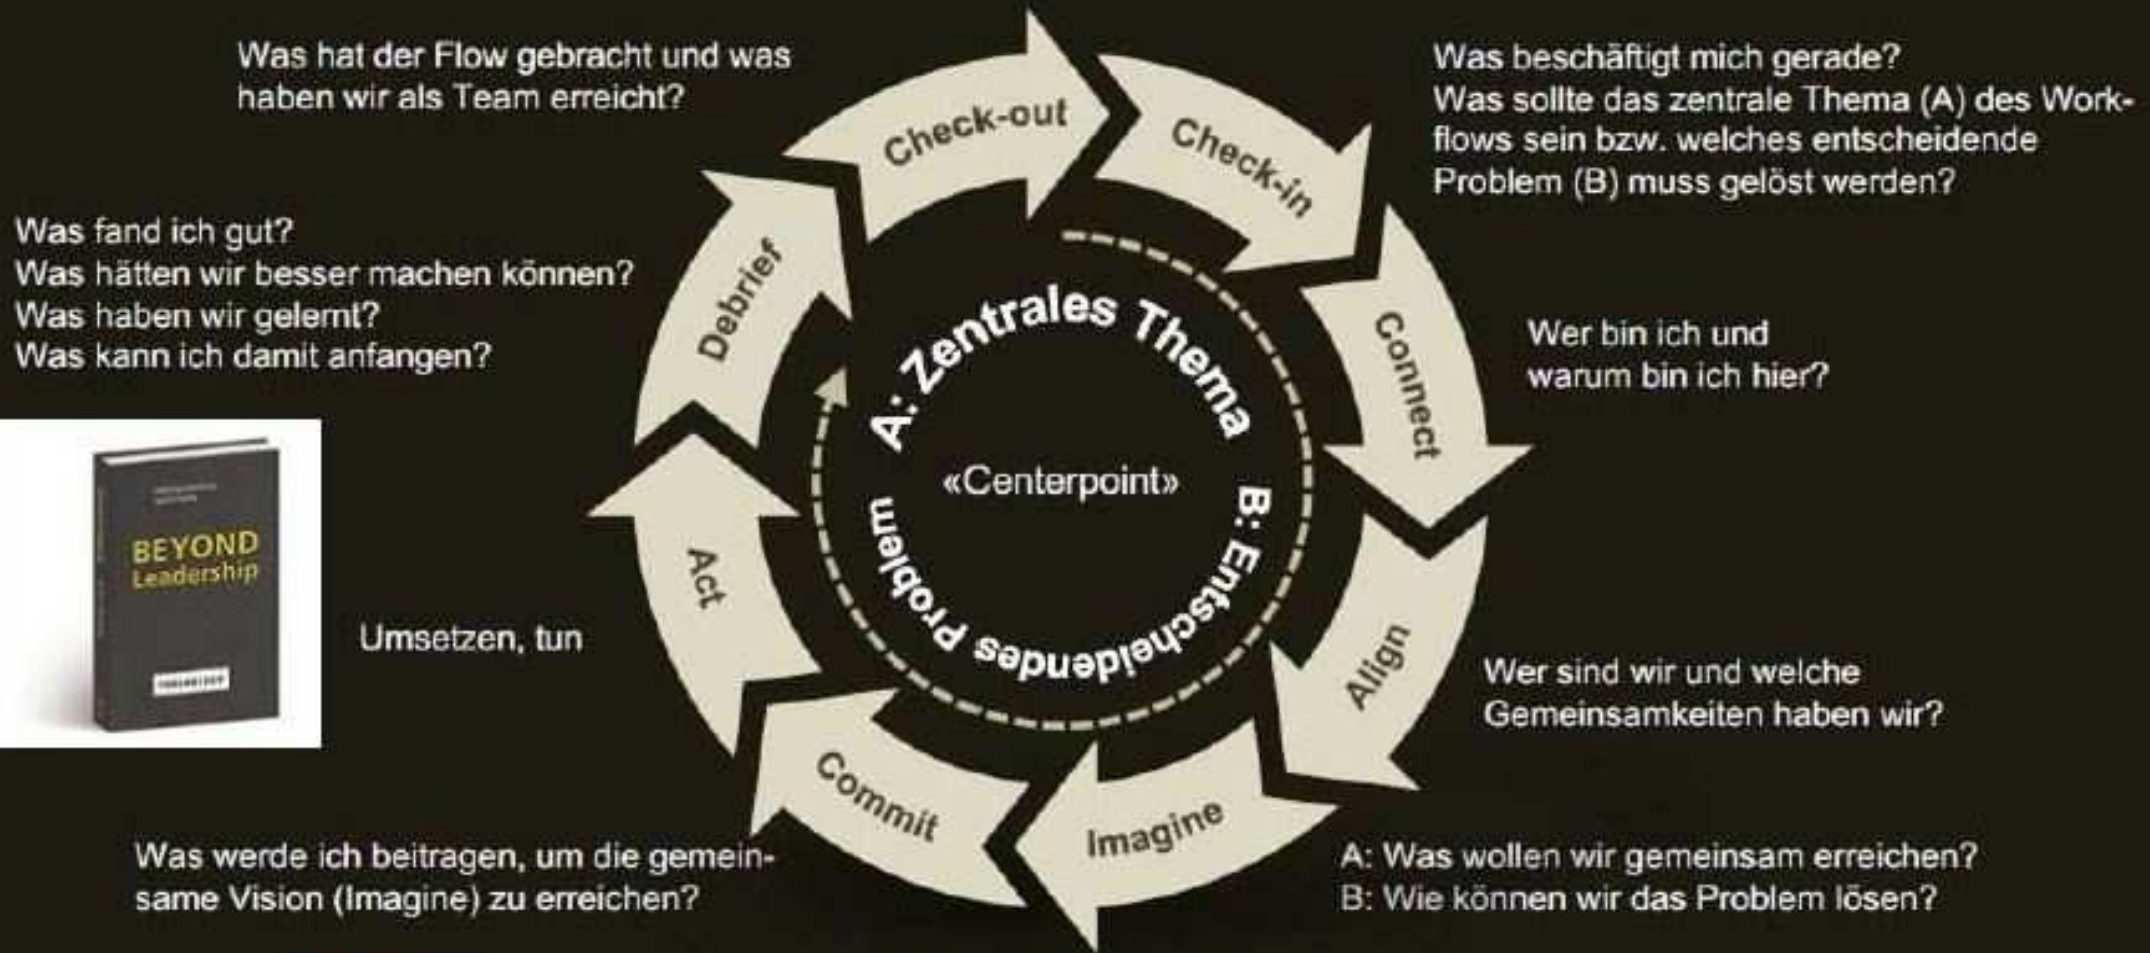 Was hat der Flow gebracht und was
haben wir als Team erreicht?
Was beschäftigt mich gerade?
Was sollte das zentrale Thema (A) des Work-
flows sein bzw. welches entscheidende
Problem (B) muss gelöst werden?
Check-out
Check-in
Was fand ich gut?
Was hätten wir besser machen können?
Was haben wir gelernt?
Was kann ich damit anfangen?
Debrief
Connect
Wer bin ich und
warum bin ich hier?
A: Zentrales Thema
«Centerpoint»
B: Entscheidendes Problem
BEYOND
Leadership
Act
Umsetzen, tun
Align
Wer sind wir und welche
Gemeinsamkeiten haben wir?
Commit
Imagine
Was werde ich beitragen, um die gemein-
same Vision (Imagine) zu erreichen?
A: Was wollen wir gemeinsam erreichen?
B: Wie können wir das Problem lösen?